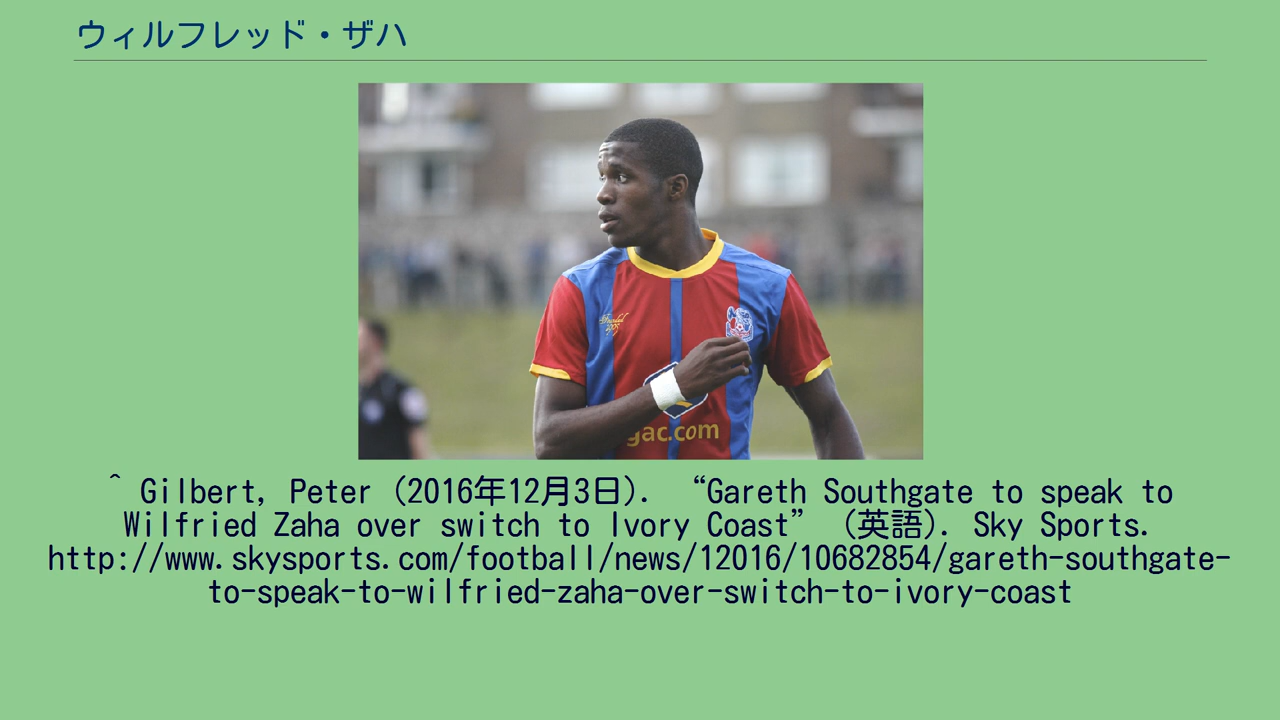 ウィルフレッド・ザハ
Founded
1905
gac.com
^ Gilbert, Peter (2016年12月3日). “Gareth Southgate to speak to
Wilfried Zaha over switch to Ivory Coast” (英語). Sky Sports.
http://www.skysports.com/football/news/12016/10682854/gareth-southgate-
to-speak-to-wilfried-zaha-over-switch-to-ivory-coast